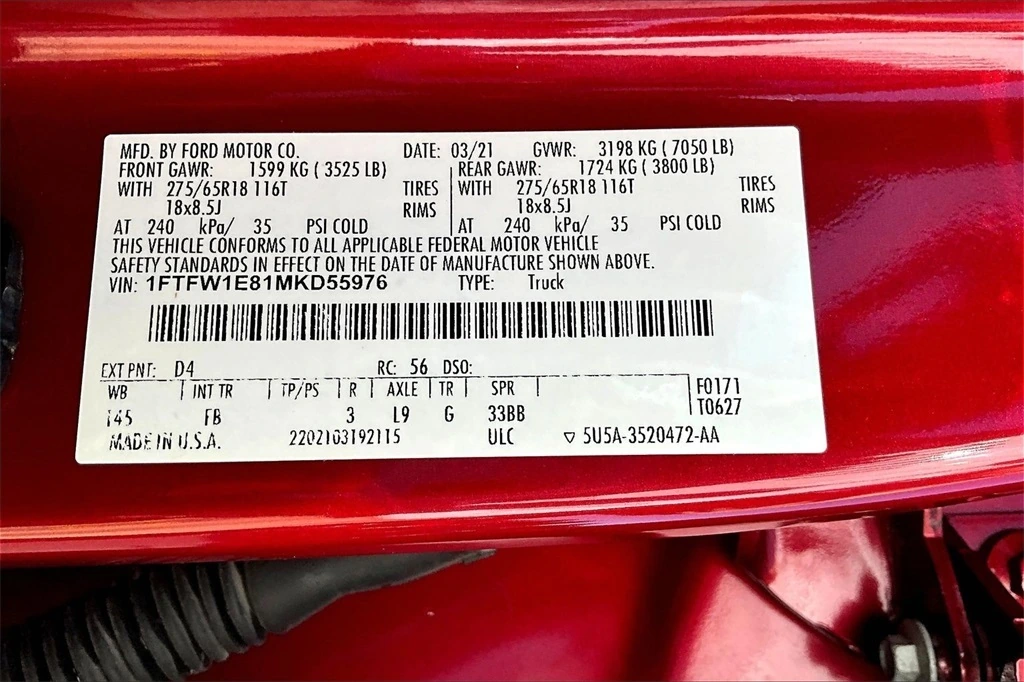 MFD. BY FORD MOTOR CO. DATE: 03/21 GVWR: 3198 KG ( 7050 LB)
FRONT GAWR: 1599 KG ( 3525 LB) REAR GAWR: 1724 KG ( 3800 LB)
WITH 275/65R18 116T TIRES WITH 275/65R18 116T TIRES
18x8.5J RIMS 18x8.5J RIMS
AT 240 kPa/ 35 PSI COLD AT 240 kPa/ 35 PSI COLD
THIS VEHICLE CONFORMS TO ALL APPLICABLE FEDERAL MOTOR VEHICLE
SAFETY STANDARDS IN EFFECT ON THE DATE OF MANUFACTURE SHOWN ABOVE.
VIN: 1FTFW1E81MKD55976 TYPE: Truck
EXT PNT: D4 RC: 56 DSO:
WB INT TR TP/PS R AXLE TR SPR F0171
145 FB 3 L9 G 33BB T0627
MADE IN U.S.A. 2202103192115 ULC ▽ 5U5A-3520472-AA